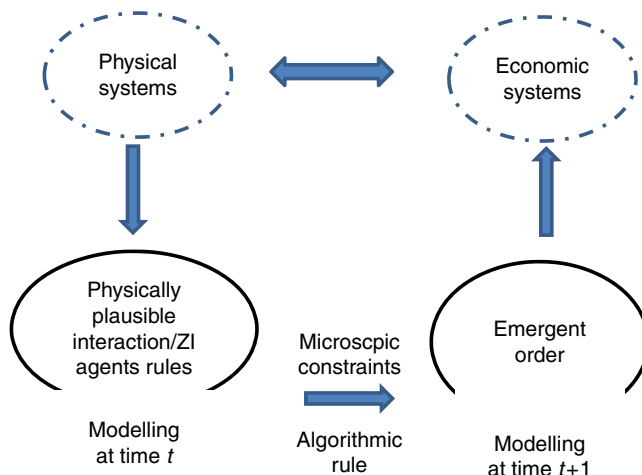 Physical
systems
Economic
systems
Physically
plausible
interaction/ZI
agents rules
Microscpic
constraints
Emergent
order
Modelling
at time t
Algorithmic
rule
Modelling
at time t+1